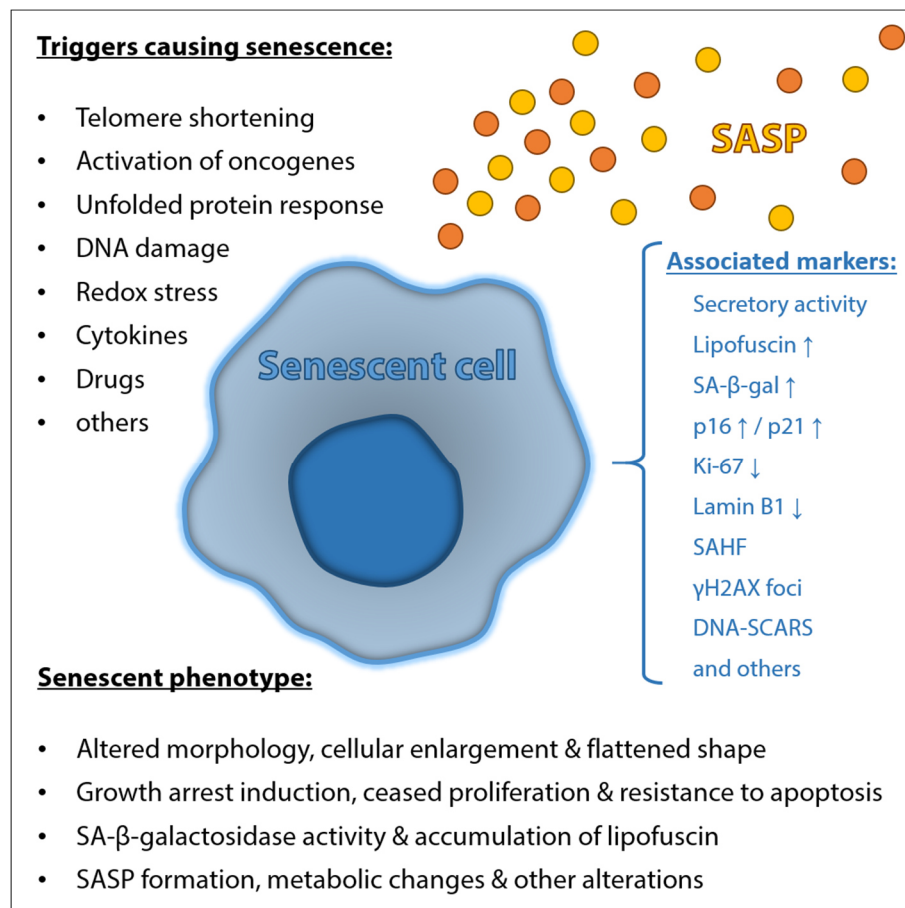 Triggers causing senescence:
• Telomere shortening
• Activation of oncogenes
• Unfolded protein response
• DNA damage
• Redox stress
• Cytokines
• Drugs
• others
SASP
Senescent cell
Associated markers:
Secretory activity
Lipofuscin ↑
SA-β-gal ↑
p16 ↑ / p21 ↑
Ki-67 ↓
Lamin B1 ↓
SAHF
γH2AX foci
DNA-SCARS
and others
Senescent phenotype:
• Altered morphology, cellular enlargement & flattened shape
• Growth arrest induction, ceased proliferation & resistance to apoptosis
• SA-β-galactosidase activity & accumulation of lipofuscin
• SASP formation, metabolic changes & other alterations